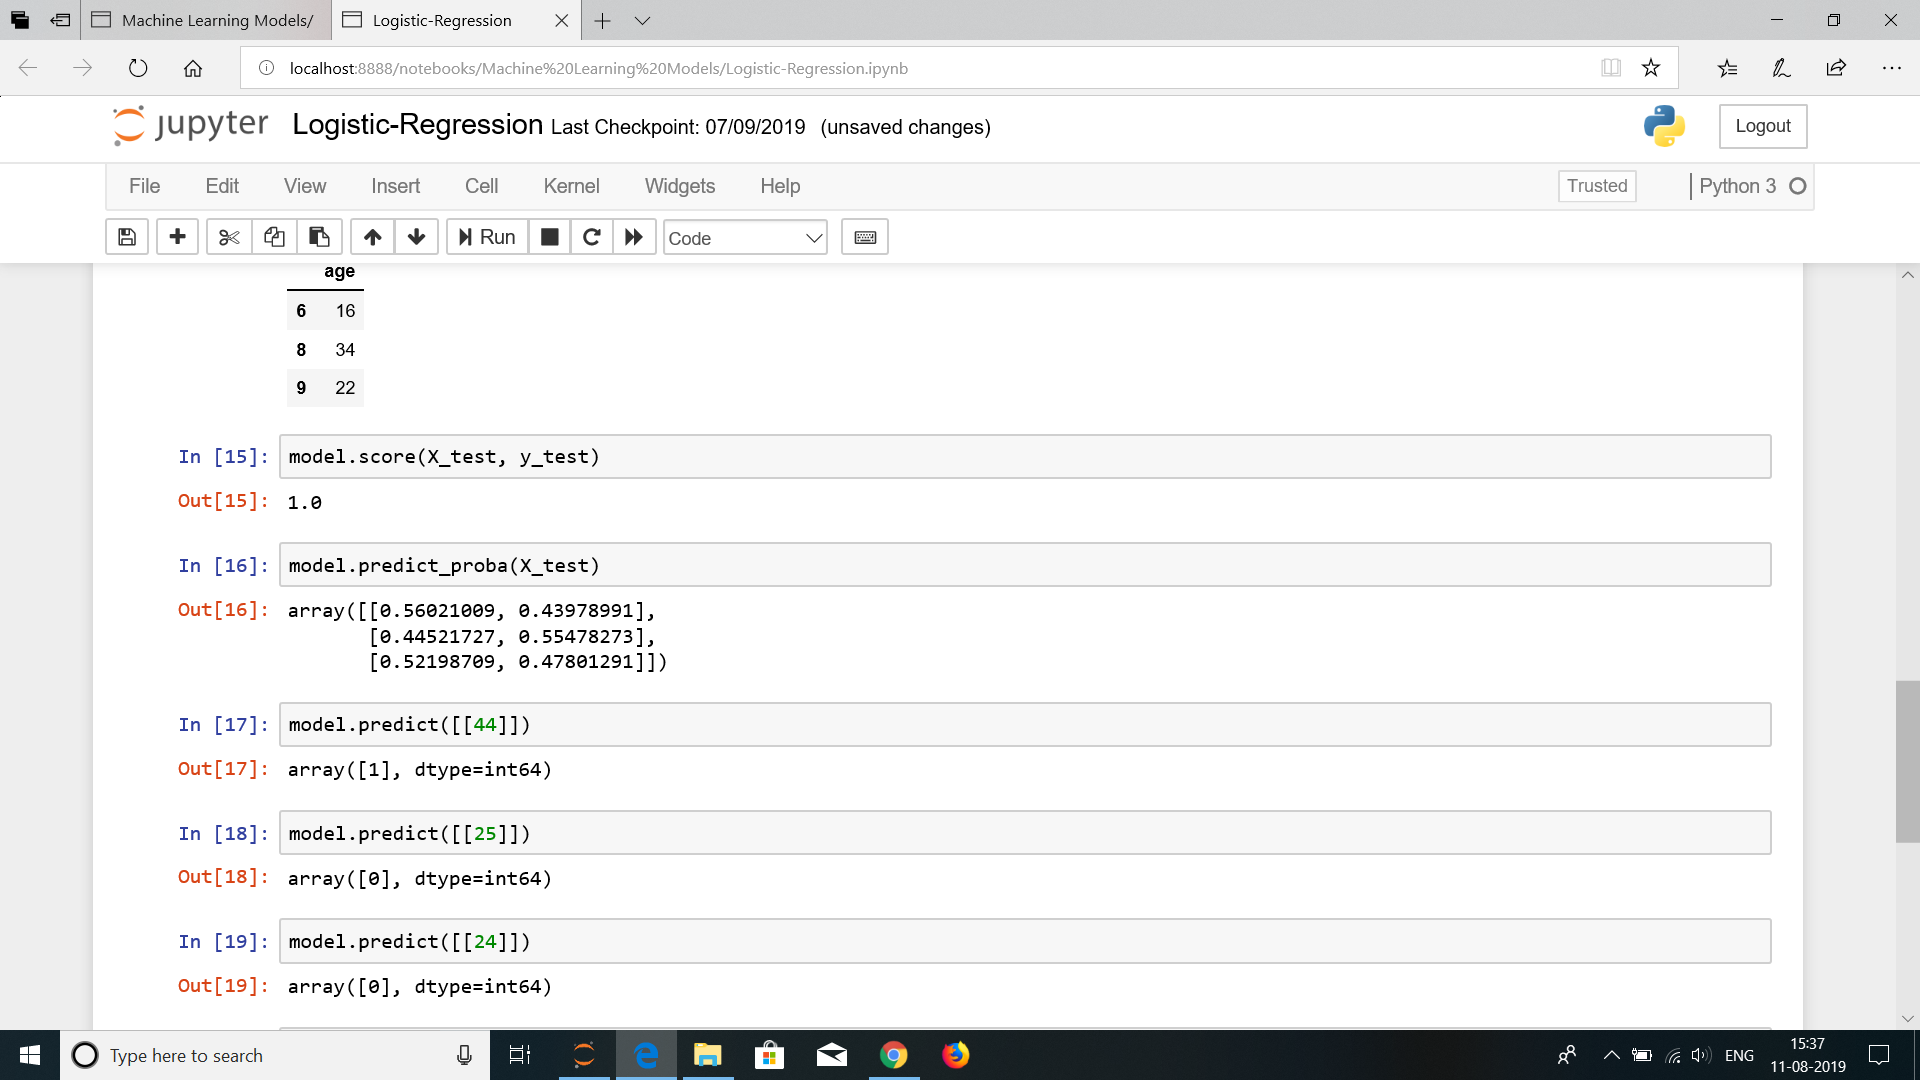 Machine Learning Models/
Logistic-Regression
localhost:8888/notebooks/Machine%20Learning%20Models/Logistic-Regression.ipynb
jupyter Logistic-Regression Last Checkpoint: 07/09/2019 (unsaved changes)
Logout
File Edit View Insert Cell Kernel Widgets Help
Trusted
Python 3
Run
Code
age
6 16
8 34
9 22
In [15]: model.score(X_test, y_test)
Out[15]: 1.0
In [16]: model.predict_proba(X_test)
Out[16]: array([[0.56021009, 0.43978991],
[0.44521727, 0.55478273],
[0.52198709, 0.47801291]])
In [17]: model.predict([[44]])
Out[17]: array([1], dtype=int64)
In [18]: model.predict([[25]])
Out[18]: array([0], dtype=int64)
In [19]: model.predict([[24]])
Out[19]: array([0], dtype=int64)
Type here to search
ENG
15:37
11-08-2019